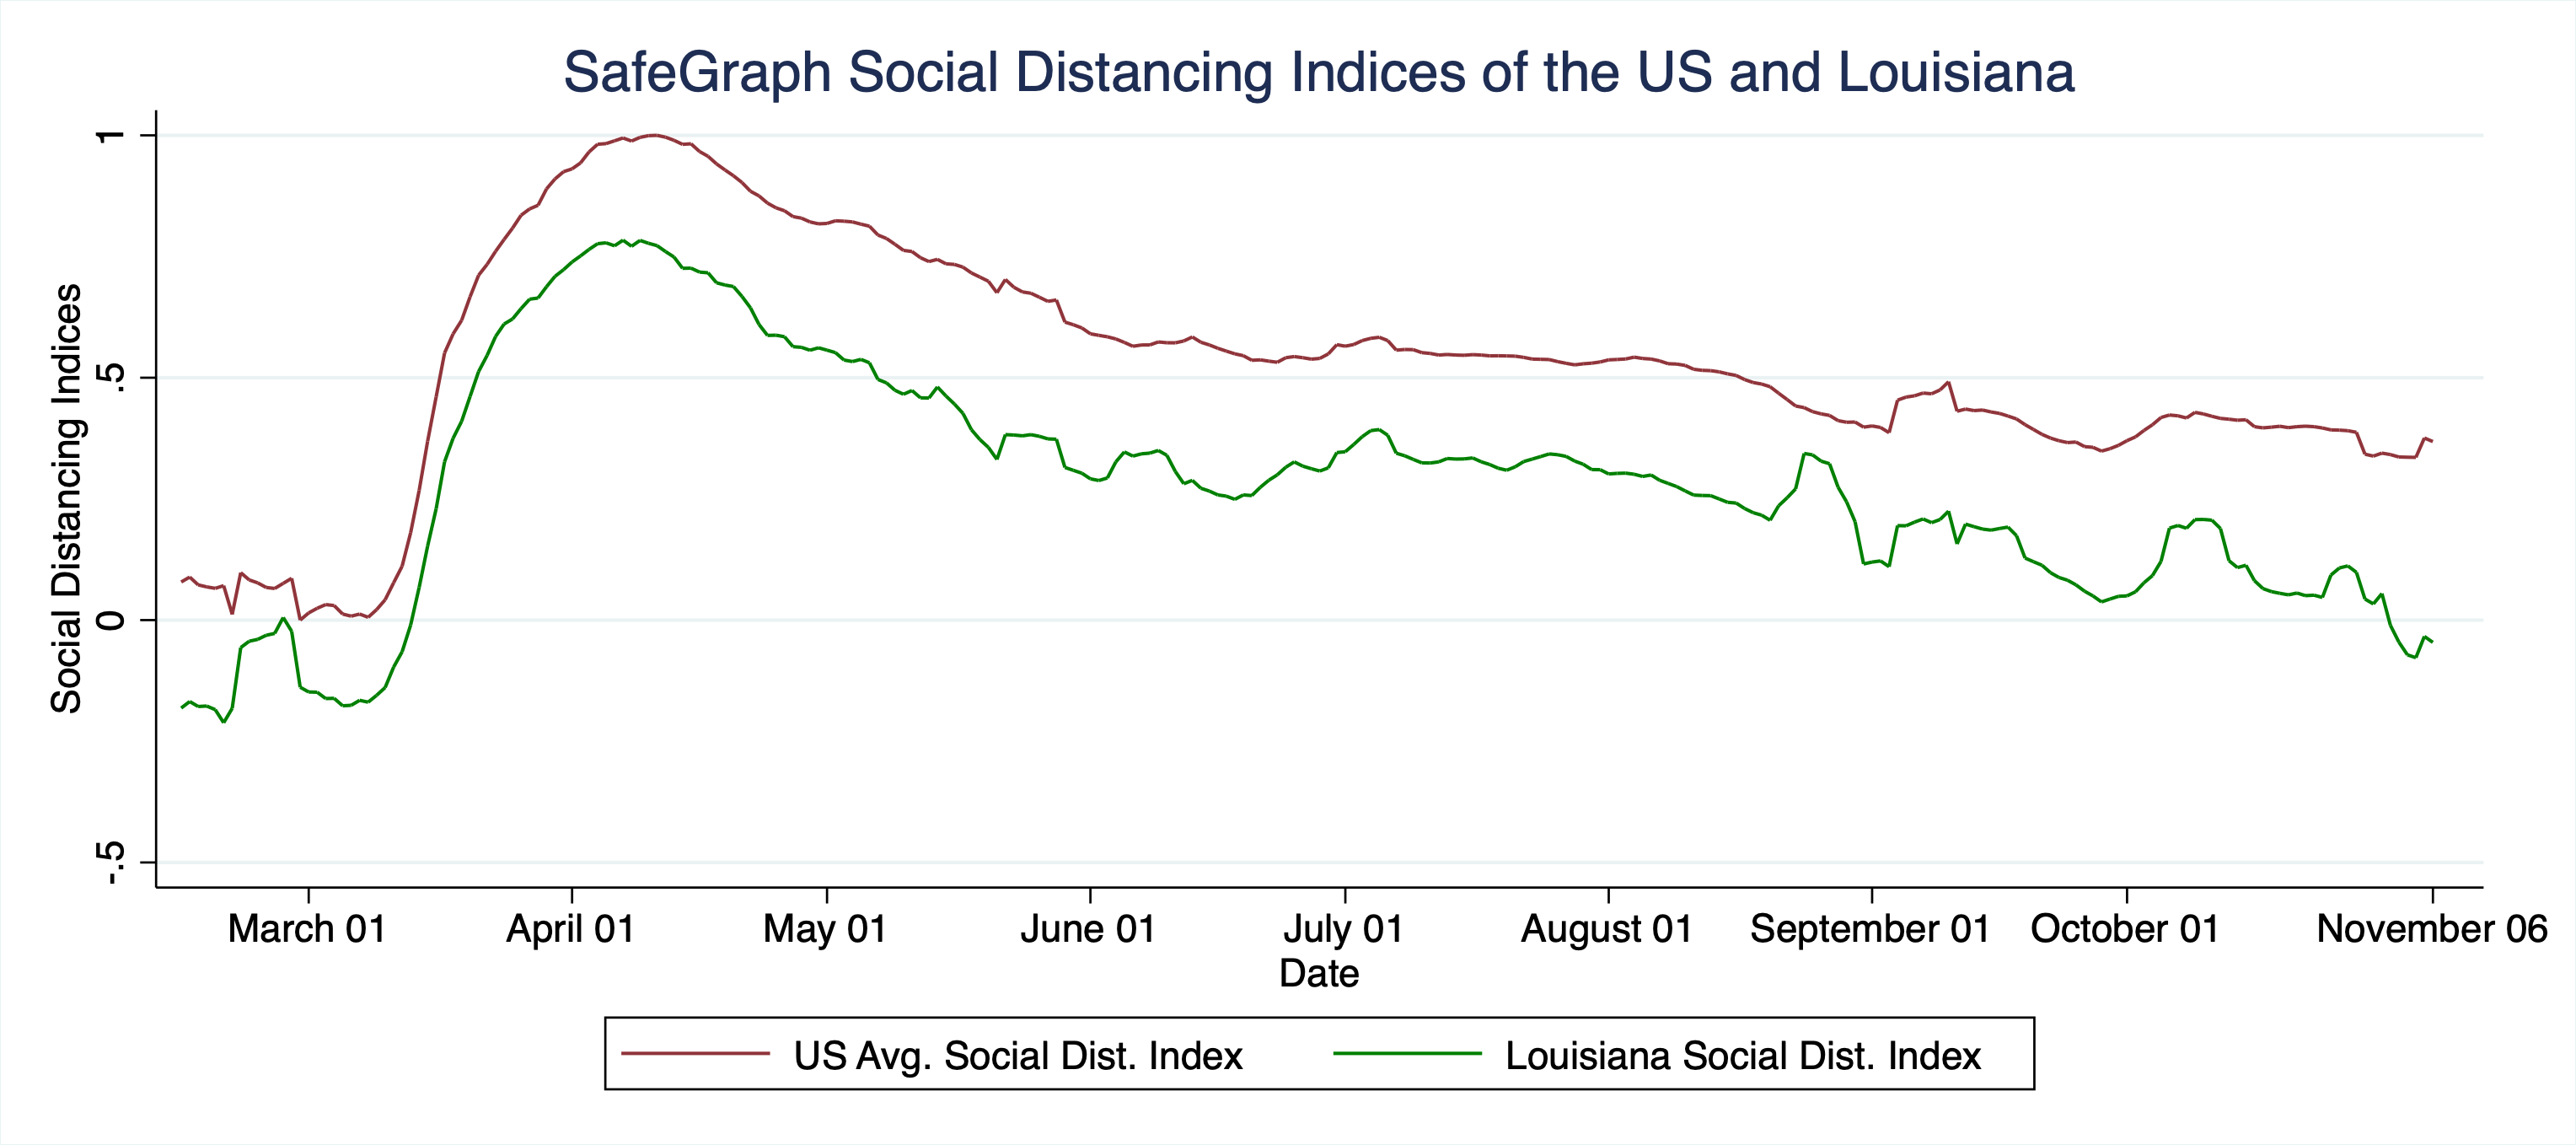 SafeGraph Social Distancing Indices of the US and Louisiana
Social Distancing Indices
1
.5
0
-.5
March 01 April 01 May 01 June 01 July 01 August 01 September 01 October 01 November 06
Date
US Avg. Social Dist. Index Louisiana Social Dist. Index